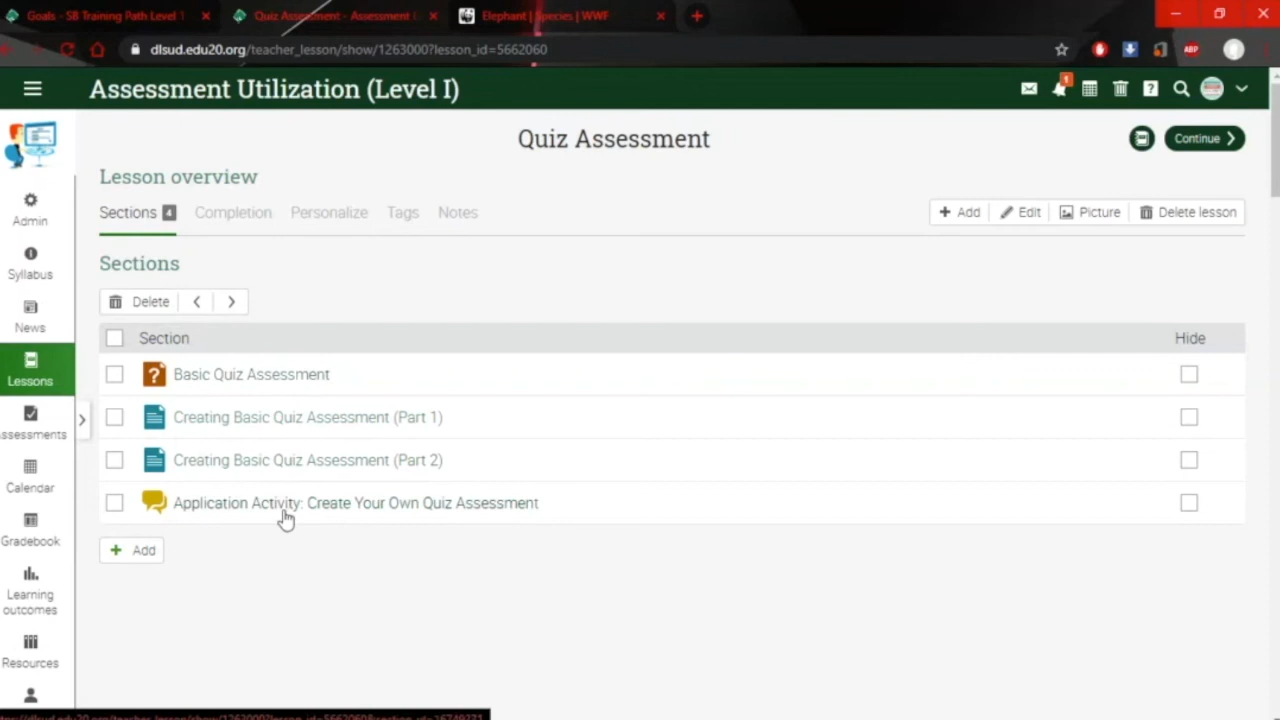 Goals - SB Training Path Level 1
Quiz Assessment - Assessment
Elephant | Species | WWF
dlsud.edu20.org/teacher_lesson/show/1263000?lesson_id=5662060
ABP
Assessment Utilization (Level I)
1
Quiz Assessment
Continue
Lesson overview
Sections 4
Completion
Personalize
Tags
Notes
Add
Edit
Picture
Delete lesson
Sections
Delete
Section
Hide
Basic Quiz Assessment
Creating Basic Quiz Assessment (Part 1)
Creating Basic Quiz Assessment (Part 2)
Application Activity: Create Your Own Quiz Assessment
Add
Admin
Syllabus
News
Lessons
ssessments
Calendar
Gradebook
Learning
outcomes
Resources